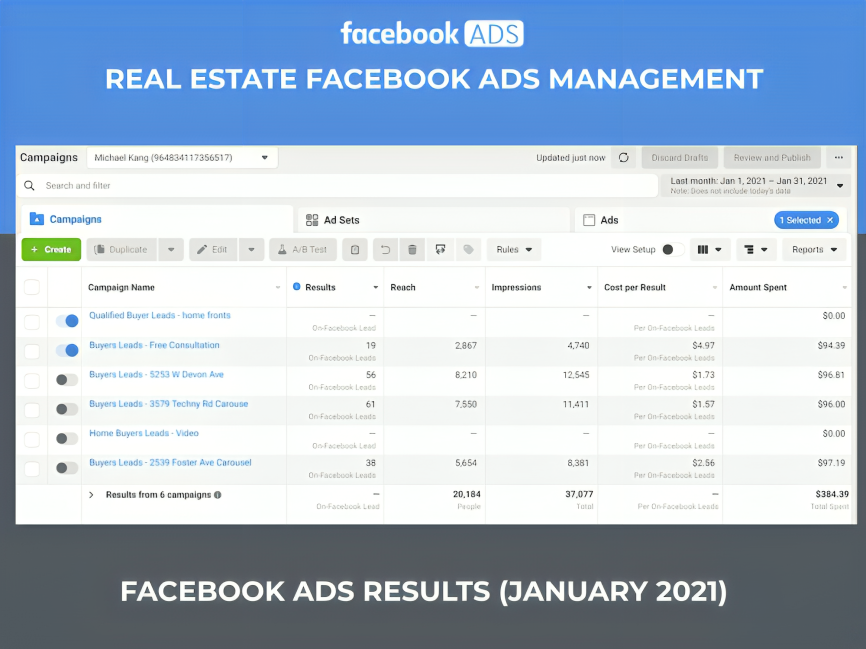 facebook ADS
REAL ESTATE FACEBOOK ADS MANAGEMENT
Campaigns Michael Kang (964834117356517) Updated just now Discard Drafts Review and Publish ...
Search and filter Last month: Jan 1, 2021 – Jan 31, 2021
Note: Does not include today's data
Campaigns Ad Sets Ads 1 Selected ×
+ Create Duplicate Edit A/B Test Rules View Setup Reports
Campaign Name Results Reach Impressions Cost per Result Amount Spent
Qualified Buyer Leads - home fronts — — — — $0.00
On-Facebook Lead Per On-Facebook Leads
Buyers Leads - Free Consultation 19 2,867 4,740 $4.97 $94.39
On-Facebook Leads Per On-Facebook Leads
Buyers Leads - 5253 W Devon Ave 56 8,210 12,545 $1.73 $96.81
On-Facebook Leads Per On-Facebook Leads
Buyers Leads - 3579 Techny Rd Carouse 61 7,550 11,411 $1.57 $96.00
On-Facebook Leads Per On-Facebook Leads
Home Buyers Leads - Video — — — — $0.00
On-Facebook Lead Per On-Facebook Leads
Buyers Leads - 2539 Foster Ave Carousel 38 5,654 8,381 $2.56 $97.19
On-Facebook Leads Per On-Facebook Leads
Results from 6 campaigns — 20,184 37,077 — $384.39
On-Facebook Lead People Total Per On-Facebook Leads Total Spent
FACEBOOK ADS RESULTS (JANUARY 2021)